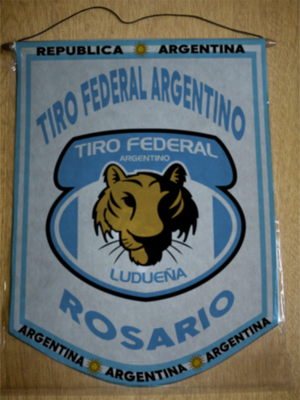 REPUBLICA ARGENTINA
TIRO FEDERAL ARGENTINO
TIRO FEDERAL
ARGENTINO
LUDUEÑA
ROSARIO
ARGENTINA ARGENTINA ARGENTINA